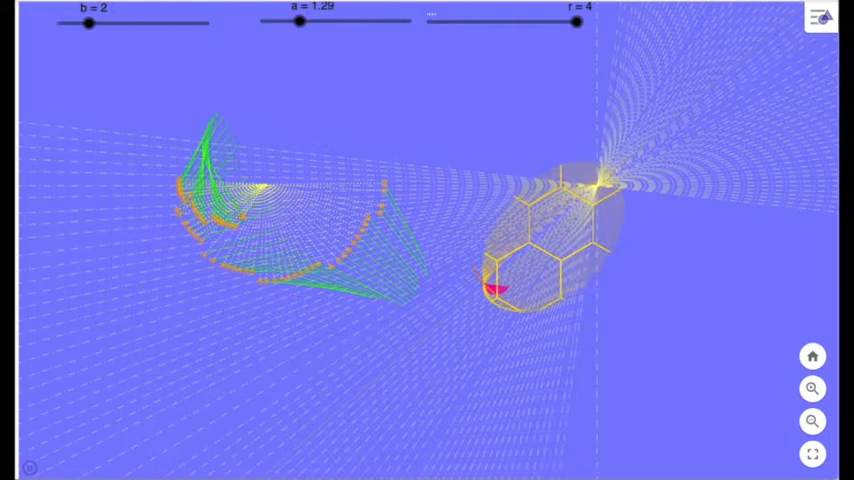 b = 2
a = 1.29
r = 4